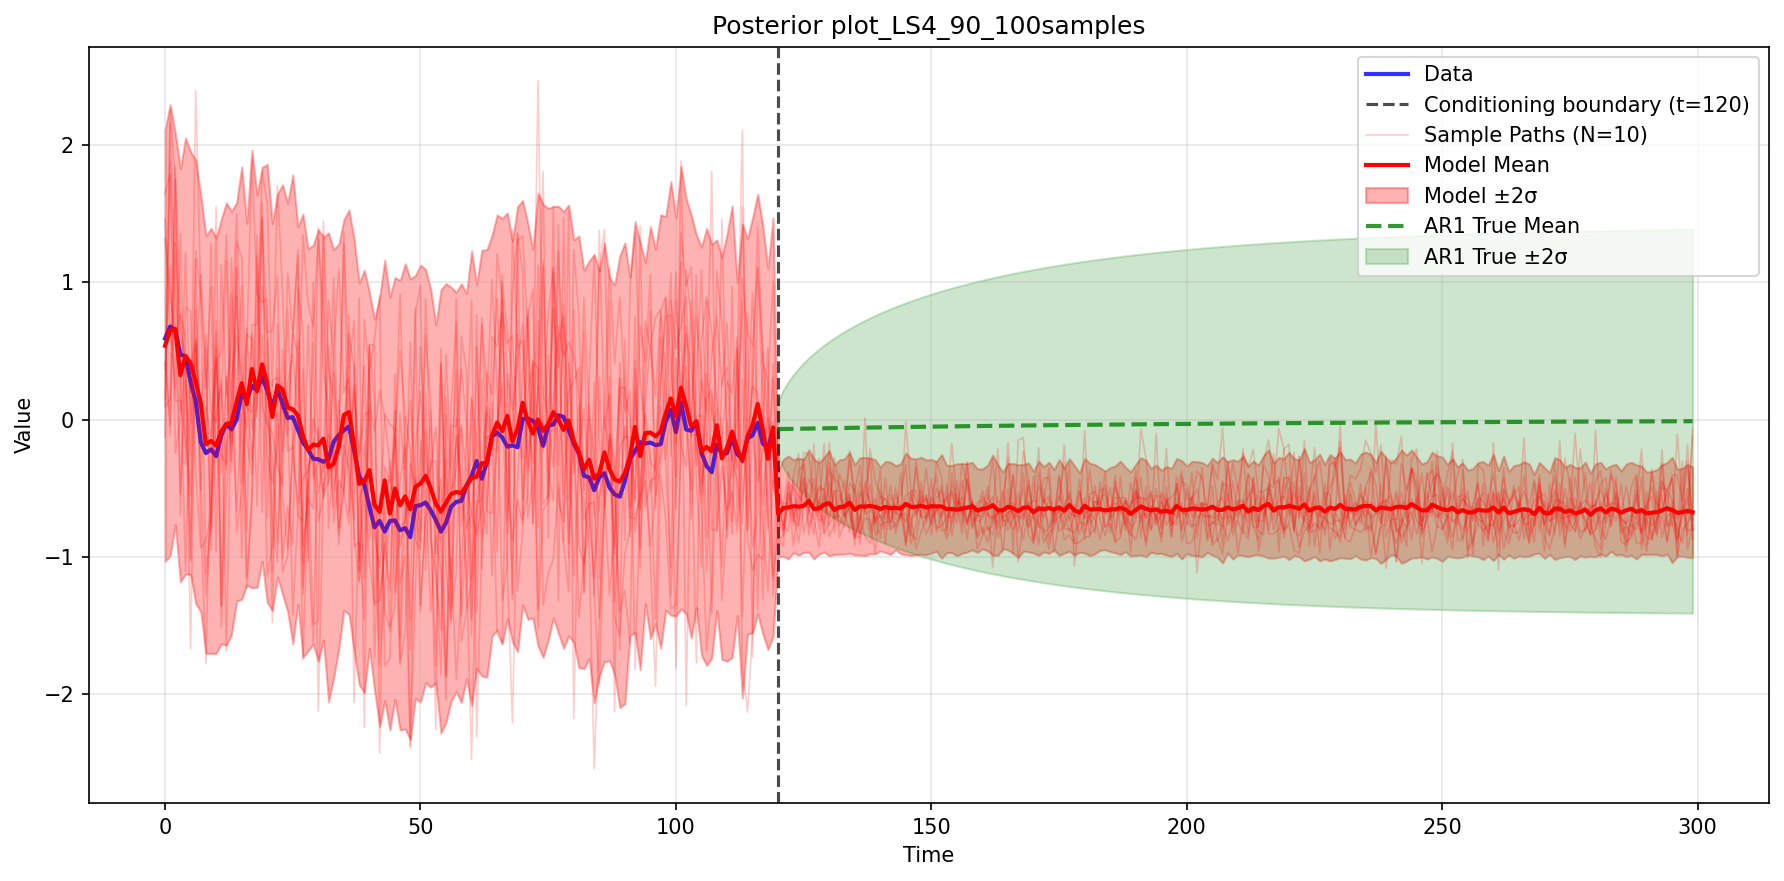 Posterior plot_LS4_90_100samples
Data
Conditioning boundary (t=120)
Sample Paths (N=10)
Model Mean
Model ±2σ
AR1 True Mean
AR1 True ±2σ
Value
2
1
0
−1
−2
0
50
100
150
200
250
300
Time